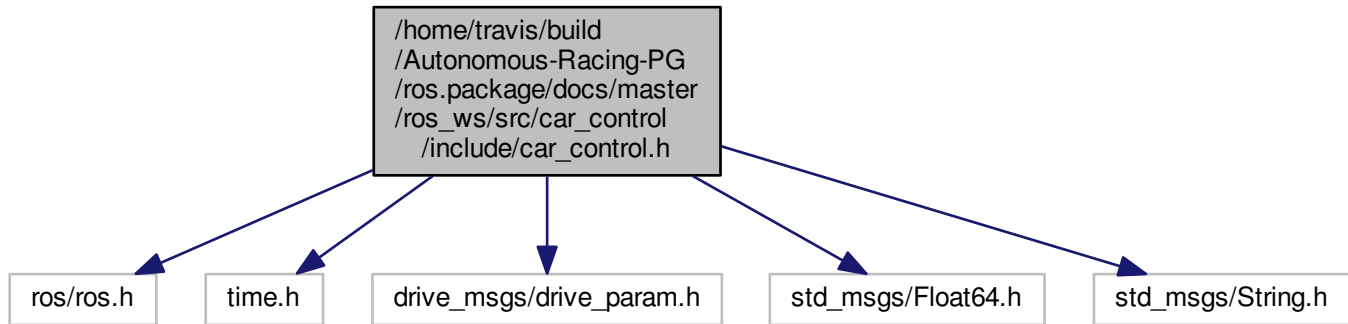 /home/travis/build
/Autonomous-Racing-PG
/ros.package/docs/master
/ros_ws/src/car_control
/include/car_control.h
ros/ros.h
time.h
drive_msgs/drive_param.h
std_msgs/Float64.h
std_msgs/String.h